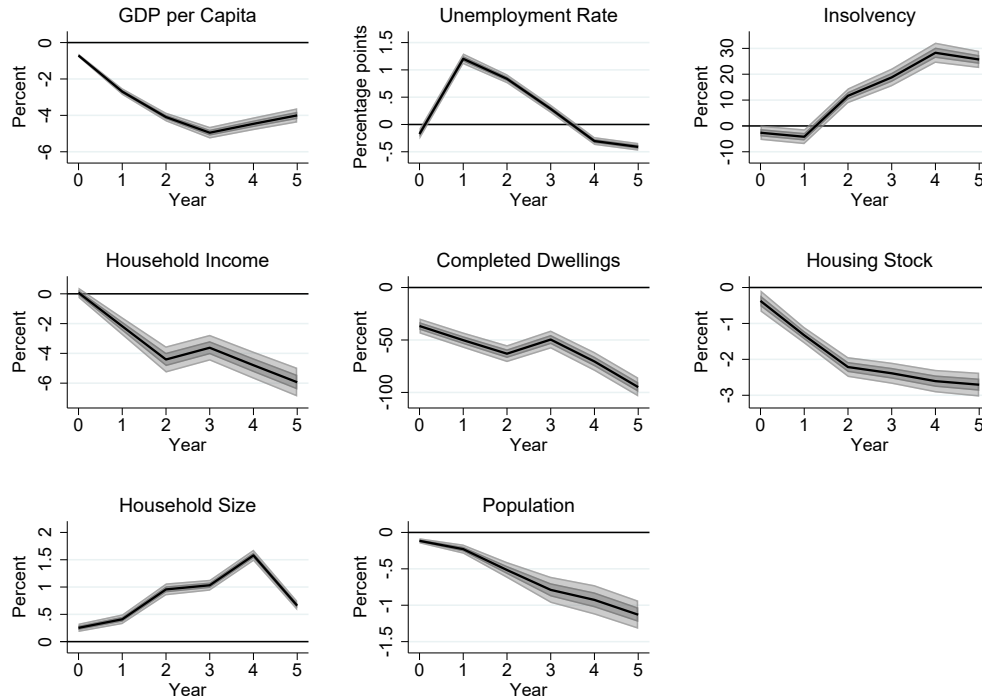 GDP per Capita
Percent
0
-2
-4
-6
0 1 2 3 4 5
Year
Unemployment Rate
Percentage points
1.5
1
.5
0
-.5
0 1 2 3 4 5
Year
Insolvency
Percent
30
20
10
0
-10
0 1 2 3 4 5
Year
Household Income
Percent
0
-2
-4
-6
0 1 2 3 4 5
Year
Completed Dwellings
Percent
0
-50
-100
0 1 2 3 4 5
Year
Housing Stock
Percent
0
-1
-2
-3
0 1 2 3 4 5
Year
Household Size
Percent
2
1.5
1
.5
0
0 1 2 3 4 5
Year
Population
Percent
0
-.5
-1
-1.5
0 1 2 3 4 5
Year